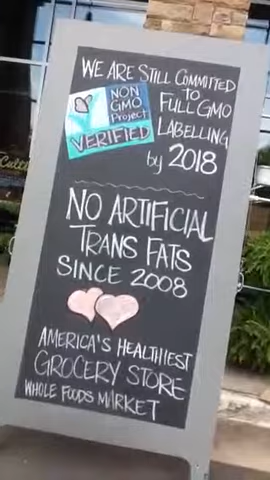 WE ARE STILL COMMITTED
TO
FULL GMO
LABELLING
by 2018
NON
GMO
Project
VERIFIED
NO ARTIFICIAL
TRANS FATS
SINCE 2008
AMERICA'S HEALTHIEST
GROCERY STORE
WHOLE FOODS MARKET